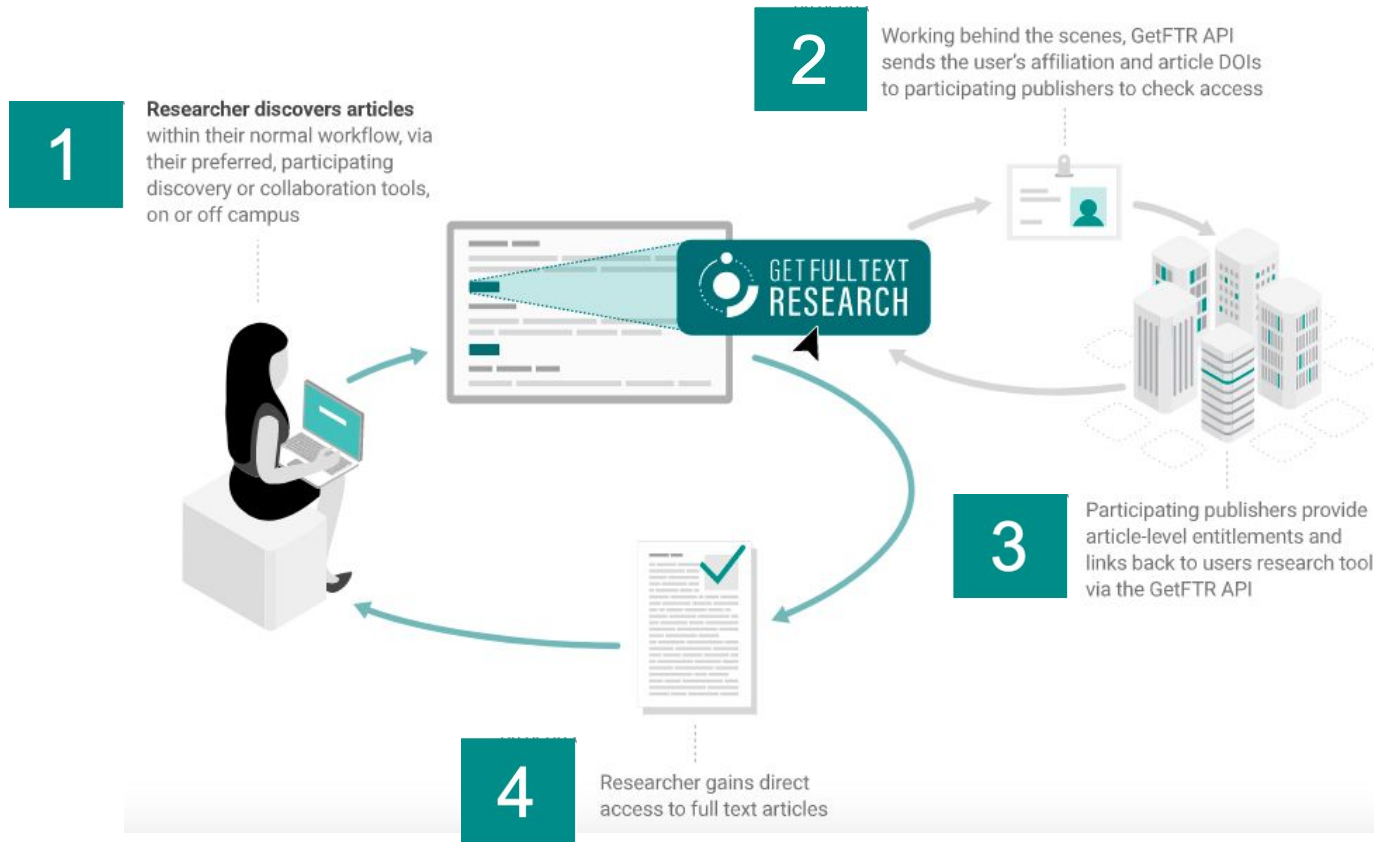 1
Researcher discovers articles
within their normal workflow, via
their preferred, participating
discovery or collaboration tools,
on or off campus
2
Working behind the scenes, GetFTR API
sends the user's affiliation and article DOIs
to participating publishers to check access
GET FULL TEXT
RESEARCH
3
Participating publishers provide
article-level entitlements and
links back to users research tool
via the GetFTR API
4
Researcher gains direct
access to full text articles